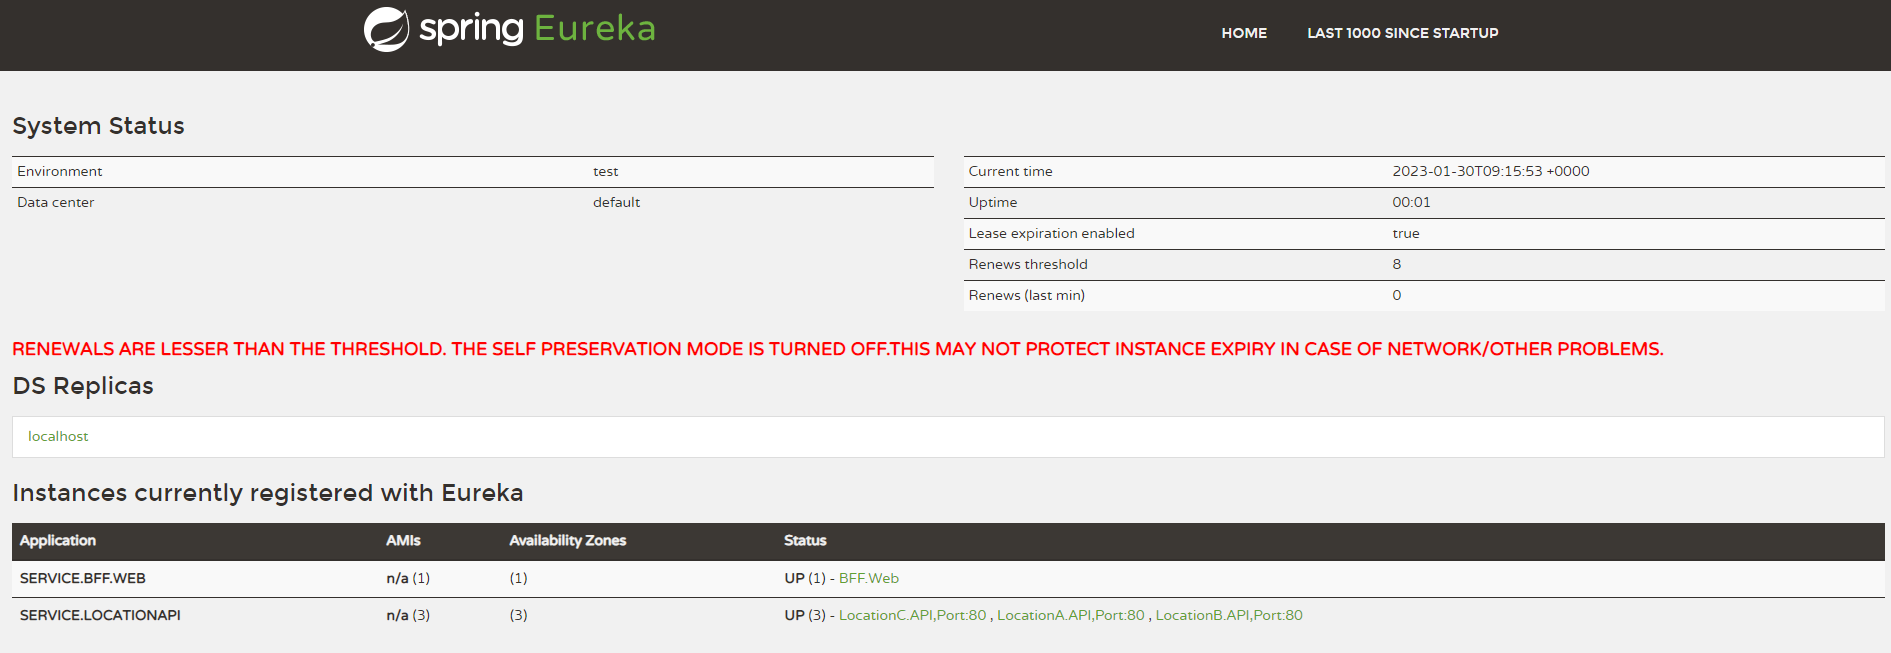 spring Eureka
HOME LAST 1000 SINCE STARTUP
System Status
Environment test
Data center default
Current time 2023-01-30T09:15:53 +0000
Uptime 00:01
Lease expiration enabled true
Renews threshold 8
Renews (last min) 0
RENEWALS ARE LESSER THAN THE THRESHOLD. THE SELF PRESERVATION MODE IS TURNED OFF.THIS MAY NOT PROTECT INSTANCE EXPIRY IN CASE OF NETWORK/OTHER PROBLEMS.
DS Replicas
localhost
Instances currently registered with Eureka
Application AMIs Availability Zones Status
SERVICE.BFF.WEB n/a (1) (1) UP (1) - BFF.Web
SERVICE.LOCATIONAPI n/a (3) (3) UP (3) - LocationC.API,Port:80 , LocationA.API,Port:80 , LocationB.API,Port:80